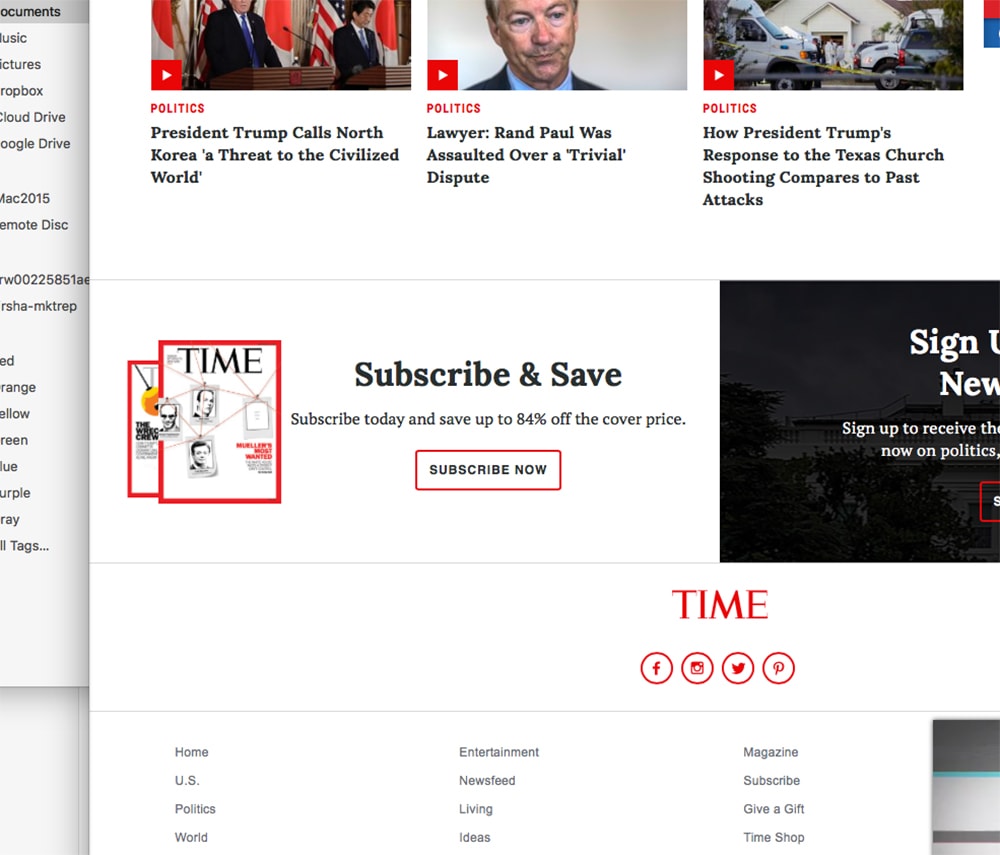 ocuments
usic
ictures
ropbox
Cloud Drive
oogle Drive
Mac2015
emote Disc
rw00225851ae
rsha-mktrep
ed
range
ellow
reen
lue
urple
ray
ll Tags...
POLITICS
President Trump Calls North
Korea 'a Threat to the Civilized
World'
POLITICS
Lawyer: Rand Paul Was
Assaulted Over a 'Trivial'
Dispute
POLITICS
How President Trump's
Response to the Texas Church
Shooting Compares to Past
Attacks
TIME
THE
WREC
CREW
MUELLER'S
MOST
WANTED
Subscribe & Save
Subscribe today and save up to 84% off the cover price.
SUBSCRIBE NOW
Sign U
New
Sign up to receive the
now on politics,
S
TIME
Home
U.S.
Politics
World
Entertainment
Newsfeed
Living
Ideas
Magazine
Subscribe
Give a Gift
Time Shop